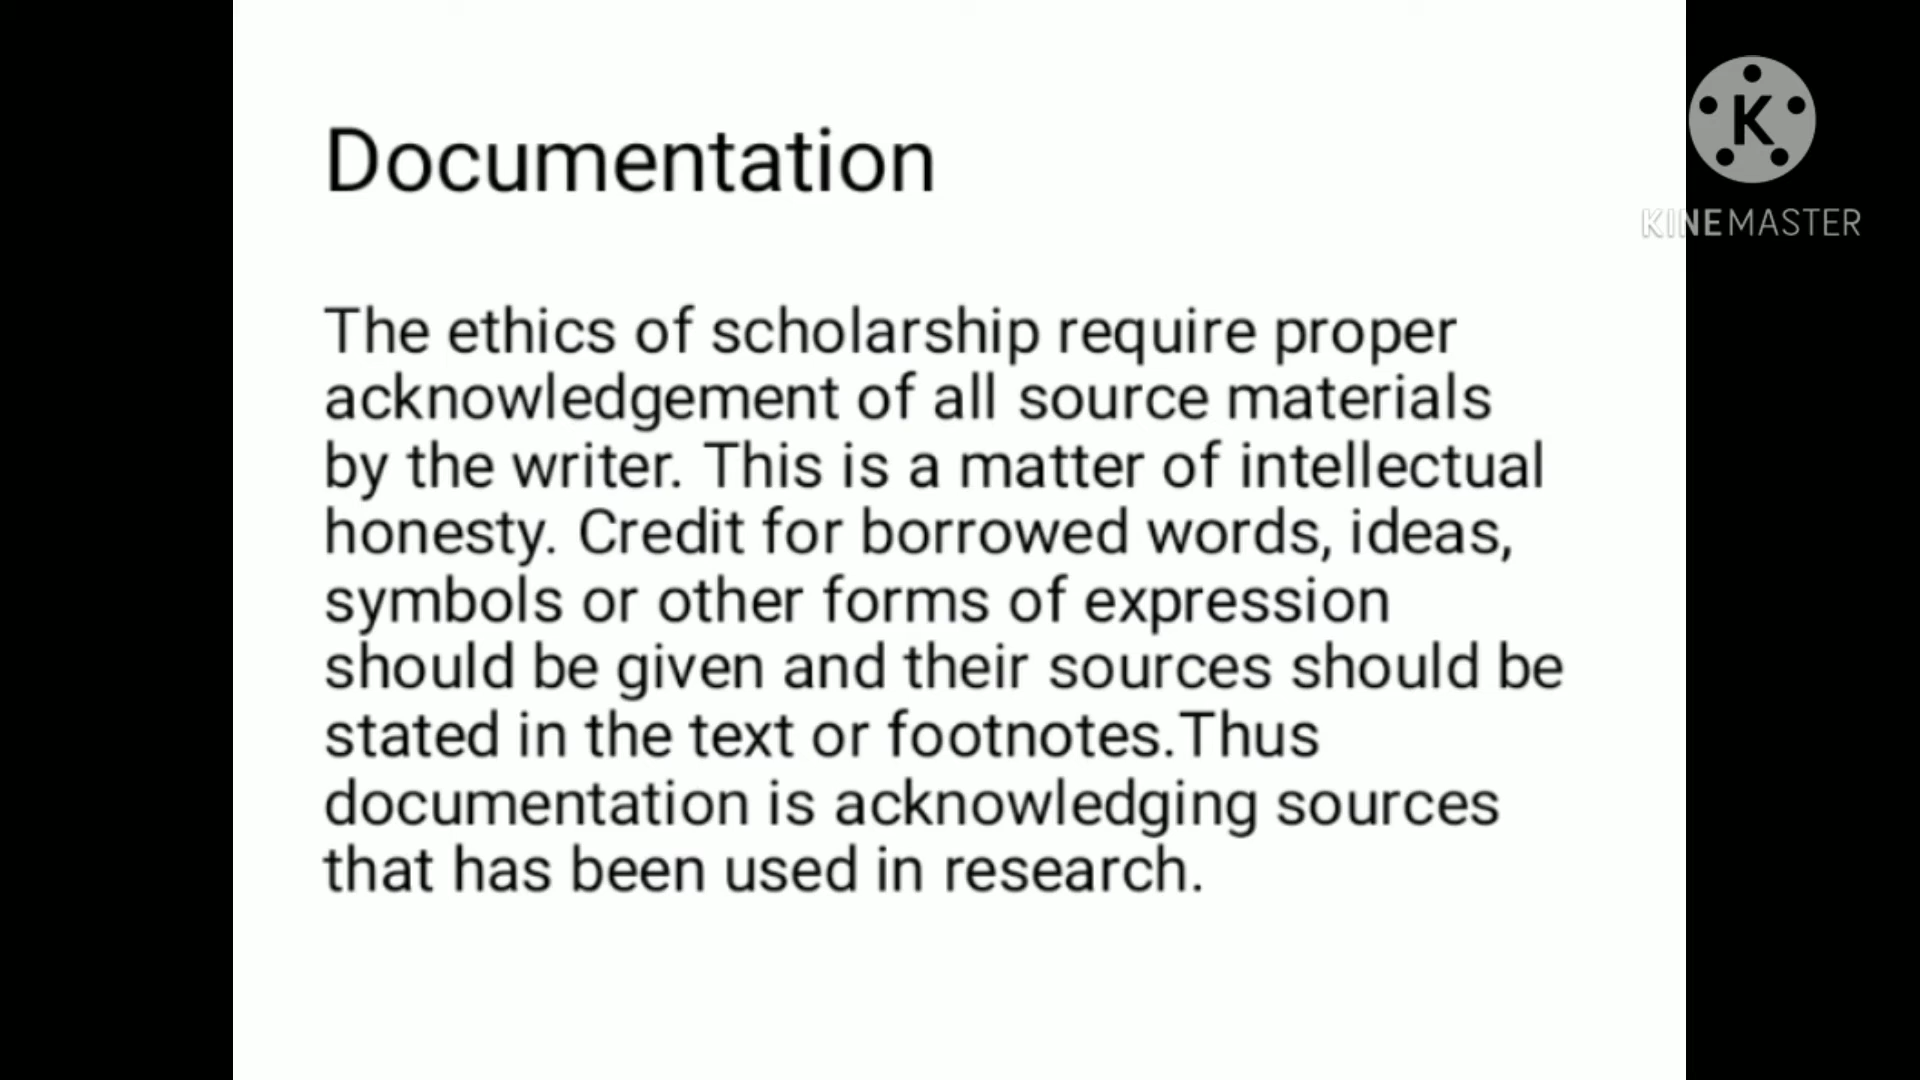 Documentation
K
KINEMASTER
The ethics of scholarship require proper
acknowledgement of all source materials
by the writer. This is a matter of intellectual
honesty. Credit for borrowed words, ideas,
symbols or other forms of expression
should be given and their sources should be
stated in the text or footnotes.Thus
documentation is acknowledging sources
that has been used in research.